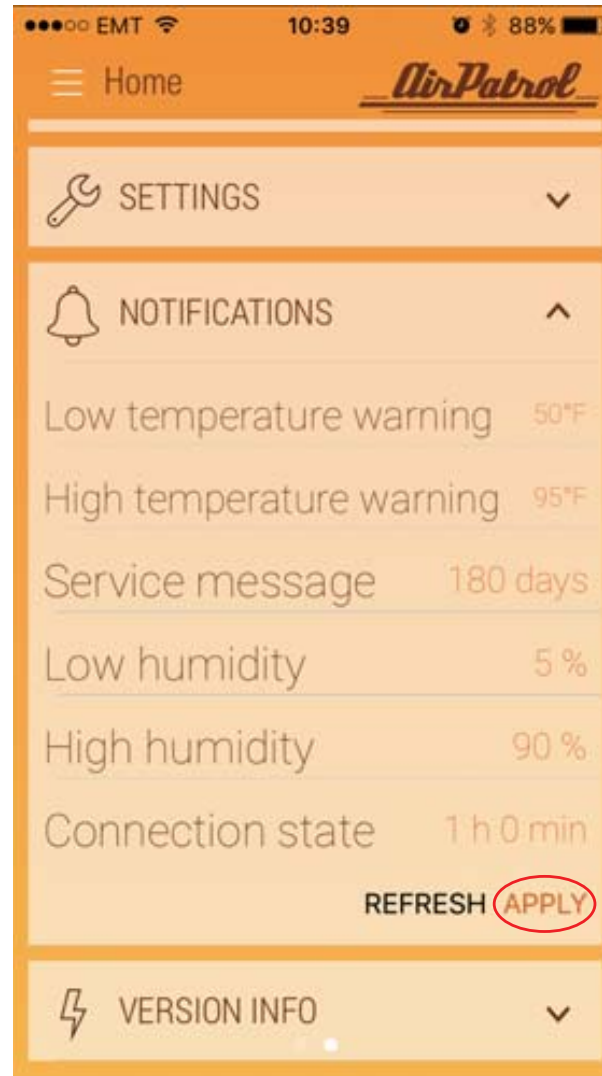 EMT 10:39 88%
Home AirPatrol
SETTINGS
NOTIFICATIONS
Low temperature warning 50°F
High temperature warning 95°F
Service message 180 days
Low humidity 5 %
High humidity 90 %
Connection state 1 h 0 min
REFRESH APPLY
VERSION INFO